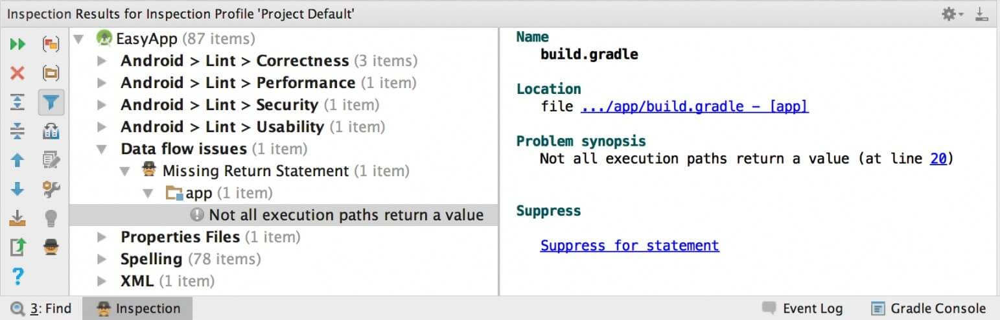 Inspection Results for Inspection Profile 'Project Default'
EasyApp (87 items)
Android > Lint > Correctness (3 items)
Android > Lint > Performance (1 item)
Android > Lint > Security (1 item)
Android > Lint > Usability (1 item)
Data flow issues (1 item)
Missing Return Statement (1 item)
app (1 item)
Not all execution paths return a value
Properties Files (1 item)
Spelling (78 items)
XML (1 item)
?
Name
build.gradle
Location
file .../app/build.gradle – [app]
Problem synopsis
Not all execution paths return a value (at line 20)
Suppress
Suppress for statement
3: Find
Inspection
Event Log
Gradle Console